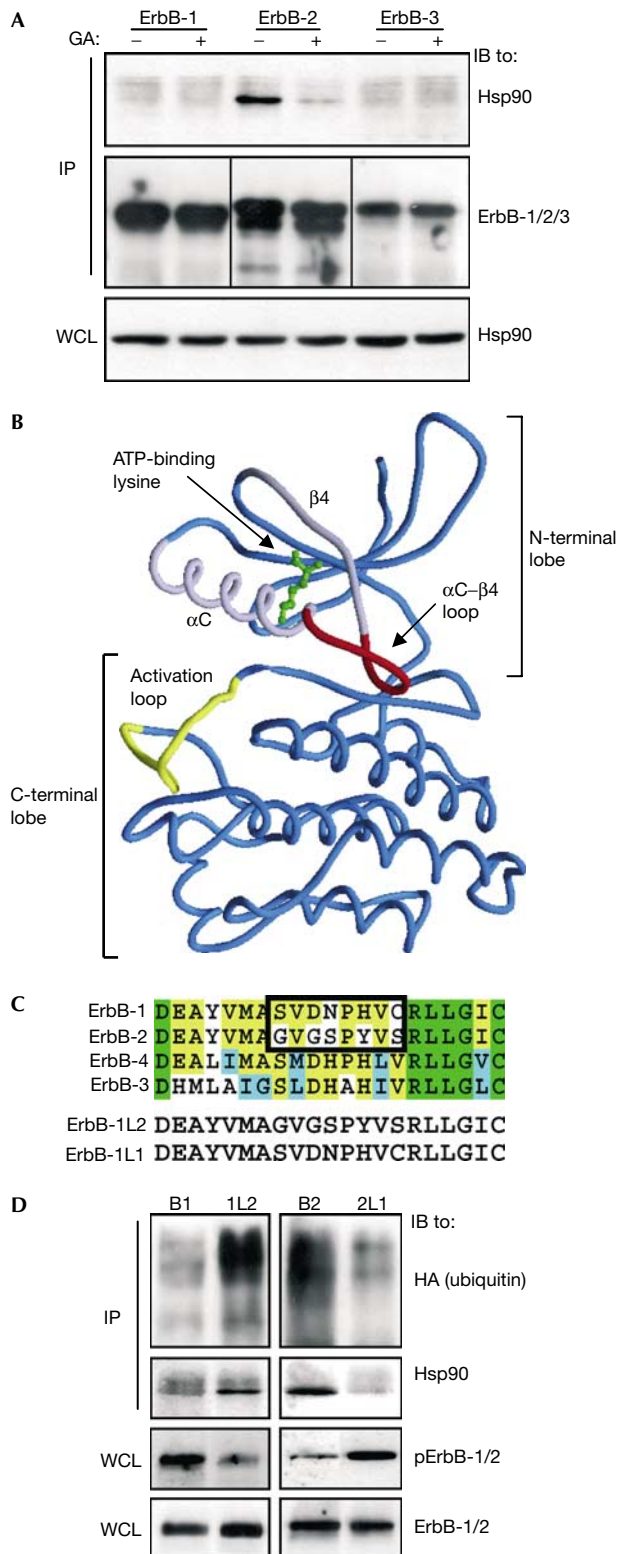 A
ErbB-1 ErbB-2 ErbB-3
GA: – + – + – +
IB to:
Hsp90
IP
ErbB-1/2/3
WCL
Hsp90
B
ATP-binding
lysine
β4
N-terminal
lobe
αC
αC–β4
loop
Activation
loop
C-terminal
lobe
C
ErbB-1 DEAYVMASVDNPHVCRLLGIC
ErbB-2 DEAYVMAGVGSPYVSRLLGIC
ErbB-4 DEALIMASMDHPHLVRLLGVC
ErbB-3 DHMLAIGSLDHAHIVRLLGLC
ErbB-1L2 DEAYVMAGVGSPYVSRLLGIC
ErbB-1L1 DEAYVMASVDNPHVCRLLGIC
D
B1 1L2 B2 2L1
IB to:
HA (ubiquitin)
IP
Hsp90
WCL
pErbB-1/2
WCL
ErbB-1/2